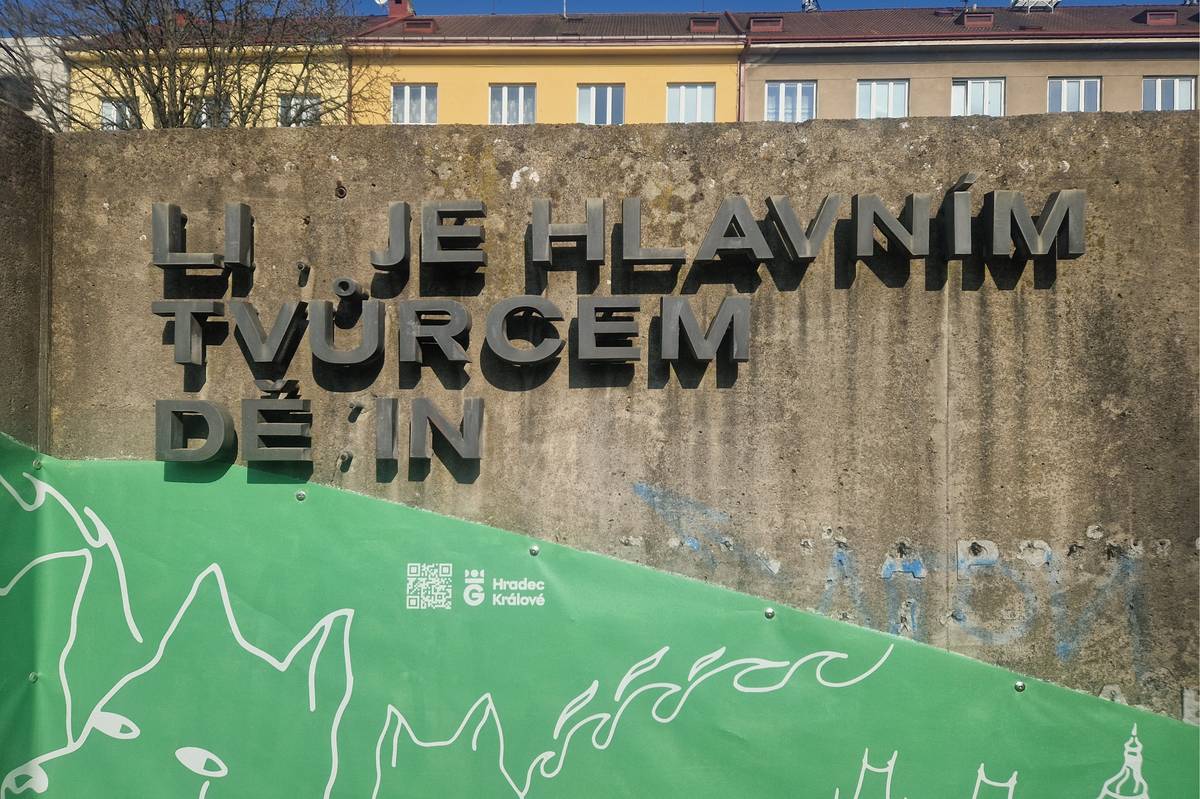 LI JE HLAVNÍM
TVŮRCEM
DĚ IN
Hradec
Králové